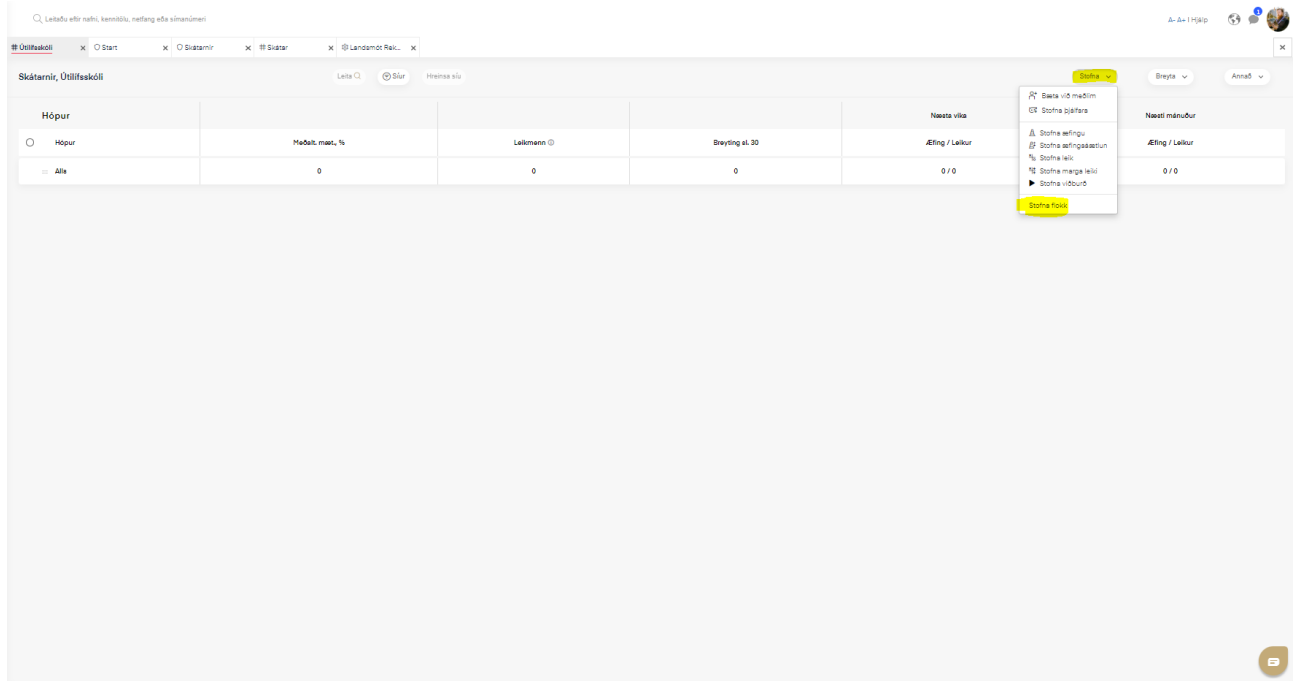 Leitaðu eftir nafni, kennitölu, netfang eða símanúmeri
A- A+ | Hjálp
1
# Útilífsskóli x Start x Skátarnir x # Skátar x Landsmót Rek... x x
Skátarnir, Útilífsskóli Leita Síur Hreinsa síu Stofna Breyta Annað
Bæta við meðlim
Stofna þjálfara
Stofna æfingu
Stofna æfingaáætlun
Stofna leik
Stofna marga leiki
Stofna viðburð
Stofna flokk
Hópur Næsta vika Næsti mánuður
Hópur Meðalt. mæt., % Leikmenn Breyting sl. 30 Æfing / Leikur Æfing / Leikur
Alls 0 0 0 0 / 0 0 / 0